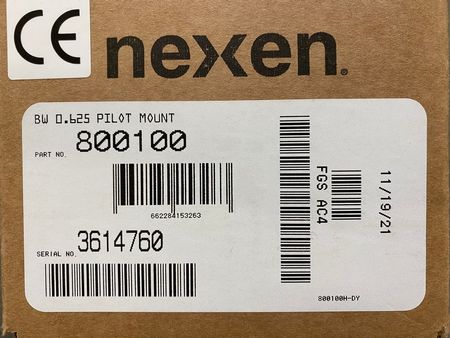 CE
nexen®
BW 0.625 PILOT MOUNT
PART NO. 800100
662284153263
SERIAL NO. 3614760
FGS AC4
11/19/21
800100H-DY